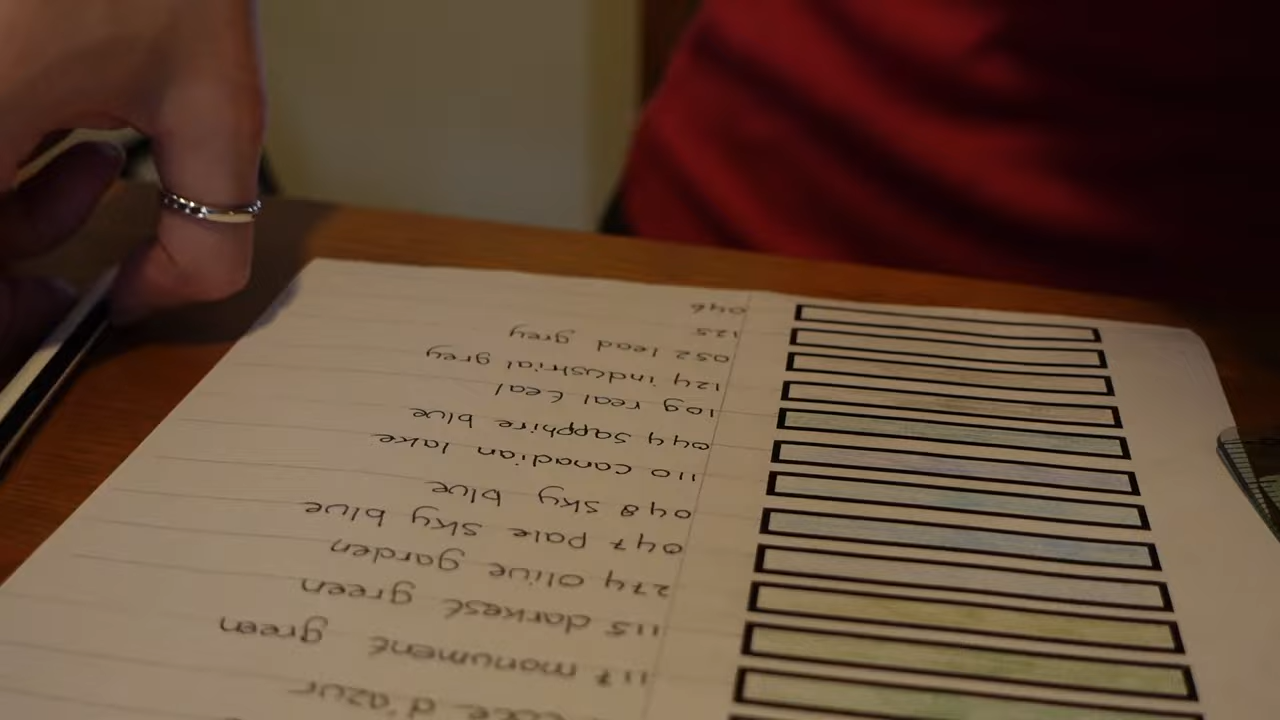 d'azur
117 monument green
115 darkest green
274 olive garden
047 pale sky blue
048 sky blue
110 canadian lake
044 sapphire blue
109 real teal
124 industrial grey
052 lead grey
125
046